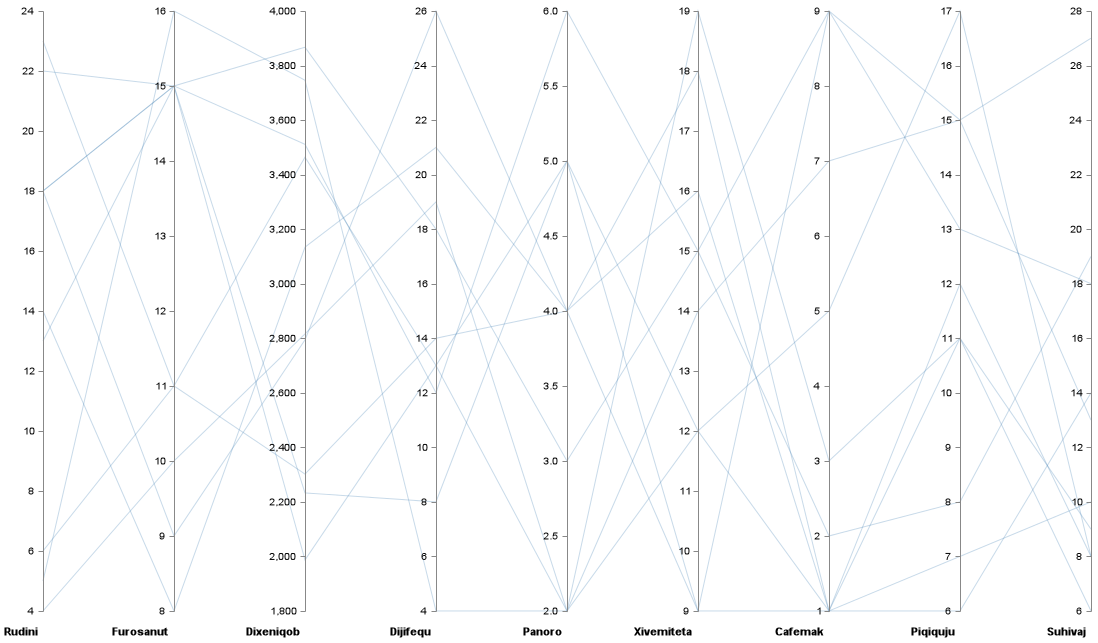 24 22 20 18 16 14 12 10 8 6 4
16 15 14 13 12 11 10 9 8
4,000 3,800 3,600 3,400 3,200 3,000 2,800 2,600 2,400 2,200 2,000 1,800
26 24 22 20 18 16 14 12 10 8 6 4
6.0 5.5 5.0 4.5 4.0 3.5 3.0 2.5 2.0
19 18 17 16 15 14 13 12 11 10 9
9 8 7 6 5 4 3 2 1
17 16 15 14 13 12 11 10 9 8 7 6
28 26 24 22 20 18 16 14 12 10 8 6
Rudini Furosanut Dixeniqob Dijifequ Panoro Xivemiteta Cafemak Piqiquju Suhivaj